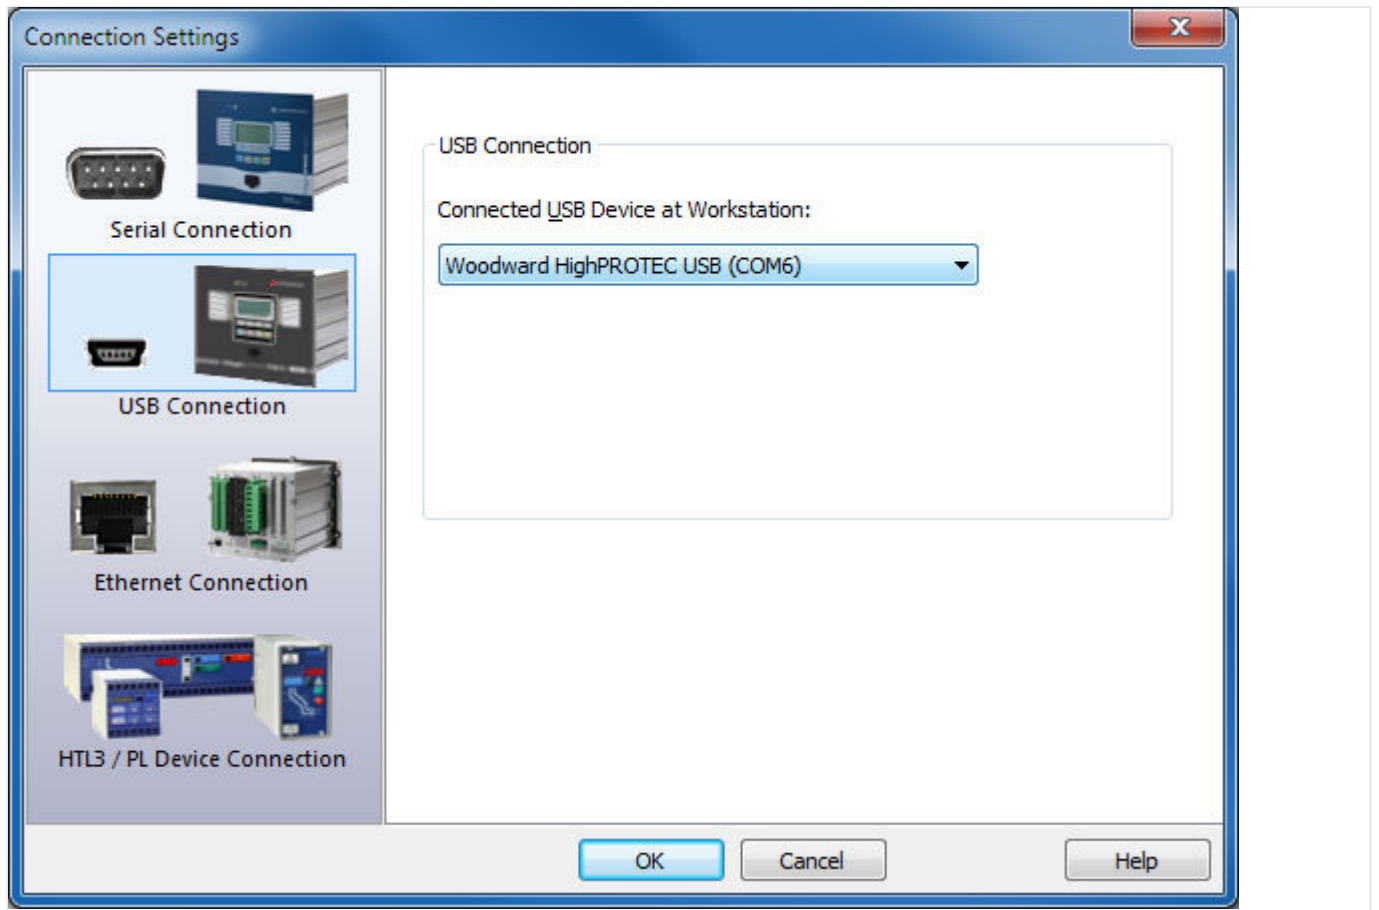 Connection Settings
Serial Connection
USB Connection
Ethernet Connection
HTL3 / PL Device Connection
USB Connection
Connected USB Device at Workstation:
Woodward HighPROTEC USB (COM6)
OK
Cancel
Help